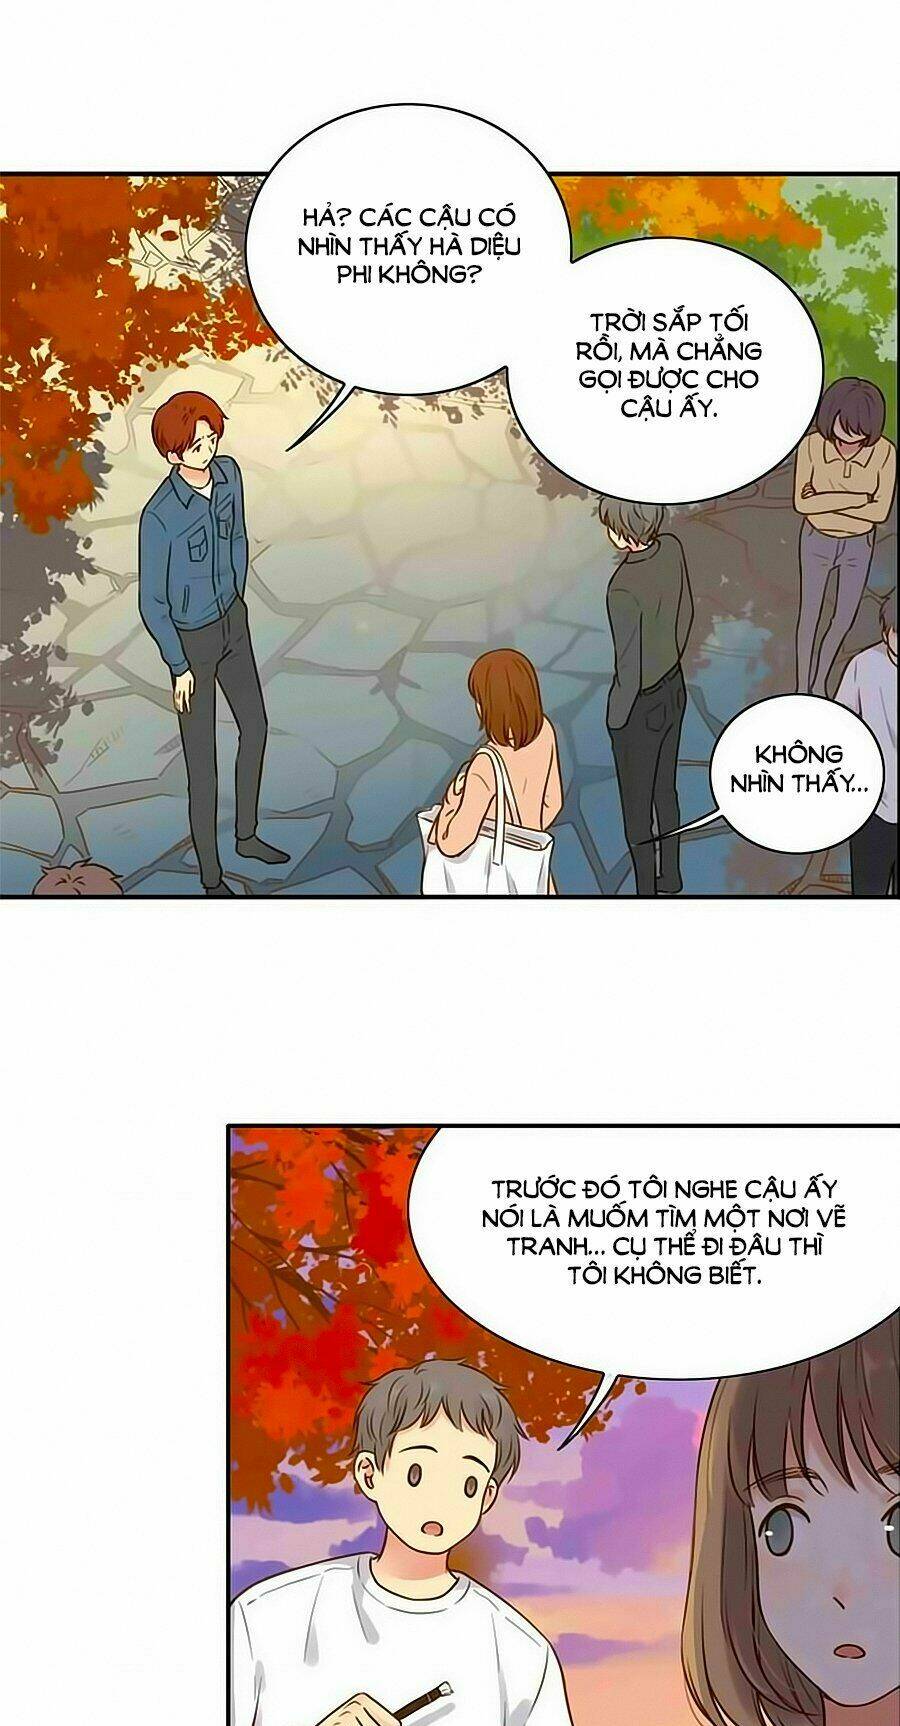 HẢ? CÁC CẬU CÓ
NHÌN THẤY HÀ DIỆU
PHI KHÔNG?
TRỜI SẮP TỐI
RỒI, MÀ CHẲNG
GỌI ĐƯỢC CHO
CẬU ẤY.
KHÔNG
NHÌN THẤY...
TRƯỚC ĐÓ TÔI NGHE CẬU ẤY
NÓI LÀ MUỐM TÌM MỘT NƠI VẼ
TRANH... CỤ THỂ ĐI ĐÂU THÌ
TÔI KHÔNG BIẾT.